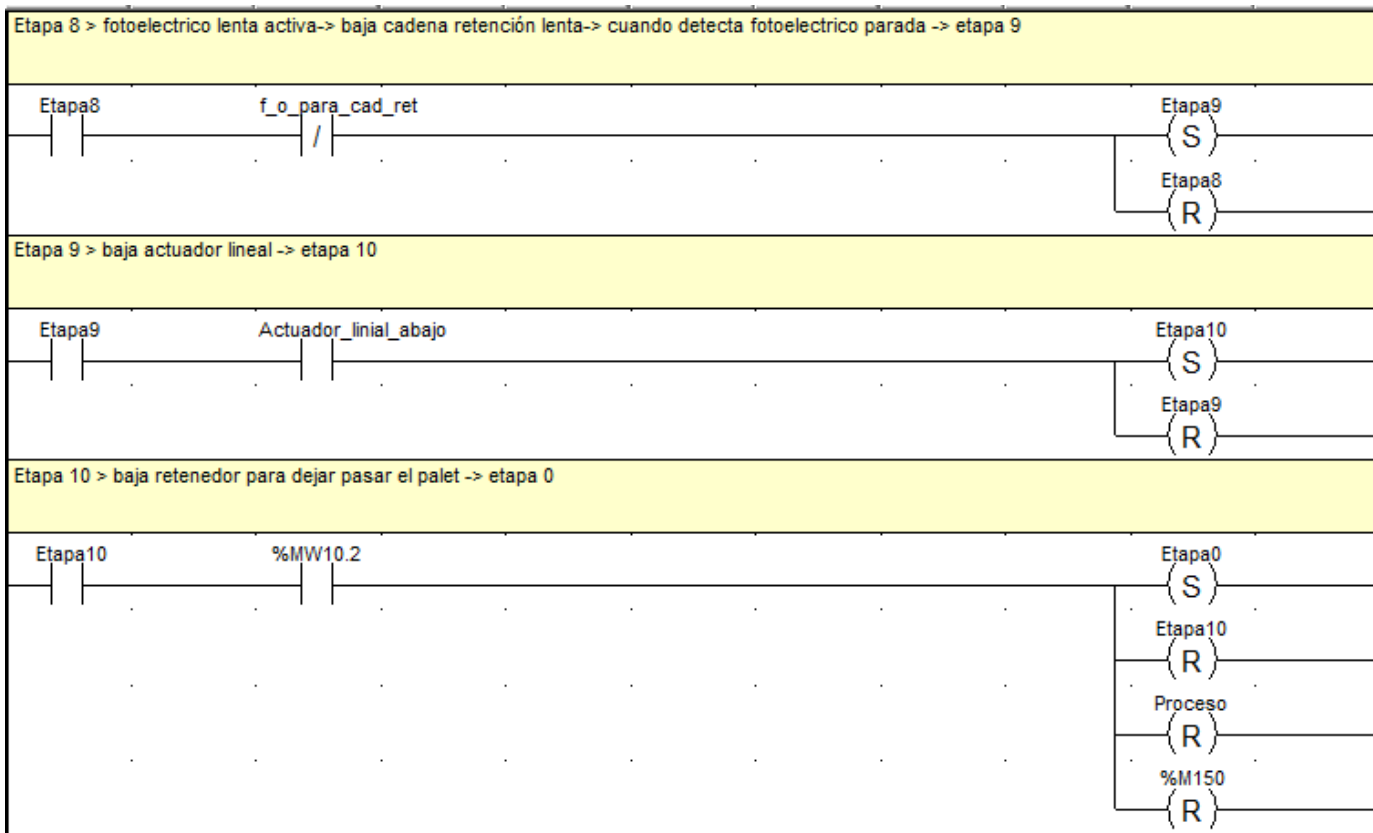 Etapa 8 > fotoelectrico lenta activa-> baja cadena retención lenta-> cuando detecta fotoelectrico parada -> etapa 9
Etapa8 f_o_para_cad_ret Etapa9
/ S
Etapa8
R
Etapa 9 > baja actuador lineal -> etapa 10
Etapa9 Actuador_linial_abajo Etapa10
S
Etapa9
R
Etapa 10 > baja retenedor para dejar pasar el palet -> etapa 0
Etapa10 %MW10.2 Etapa0
S
Etapa10
R
Proceso
R
%M150
R